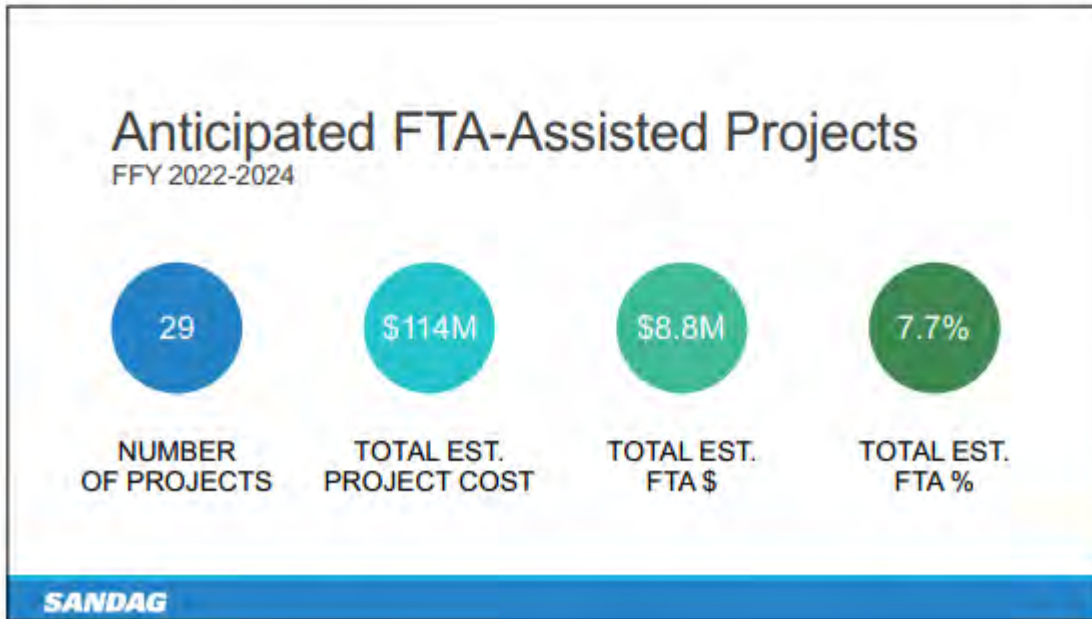 Anticipated FTA-Assisted Projects
FFY 2022-2024
29
$114M
$8.8M
7.7%
NUMBER
OF PROJECTS
TOTAL EST.
PROJECT COST
TOTAL EST.
FTA $
TOTAL EST.
FTA %
SANDAG